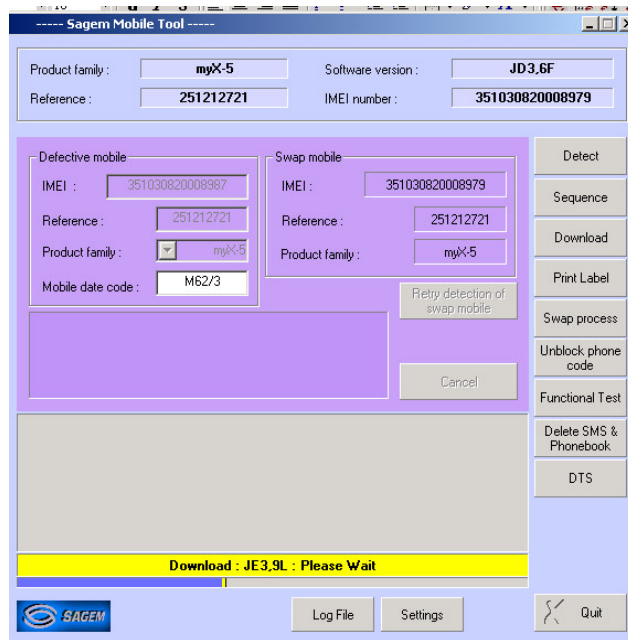 ----- Sagem Mobile Tool -----
Product family : myX-5 Software version : JD3,6F
Reference : 251212721 IMEI number : 351030820008979
Defective mobile
IMEI : 351030820008987
Reference : 251212721
Product family : myX-5
Mobile date code : M62/3
Swap mobile
IMEI : 351030820008979
Reference : 251212721
Product family : myX-5
Retry detection of
swap mobile
Cancel
Detect
Sequence
Download
Print Label
Swap process
Unblock phone
code
Functional Test
Delete SMS &
Phonebook
DTS
Download : JE3,9L : Please Wait
SAGEM
Log File
Settings
Quit